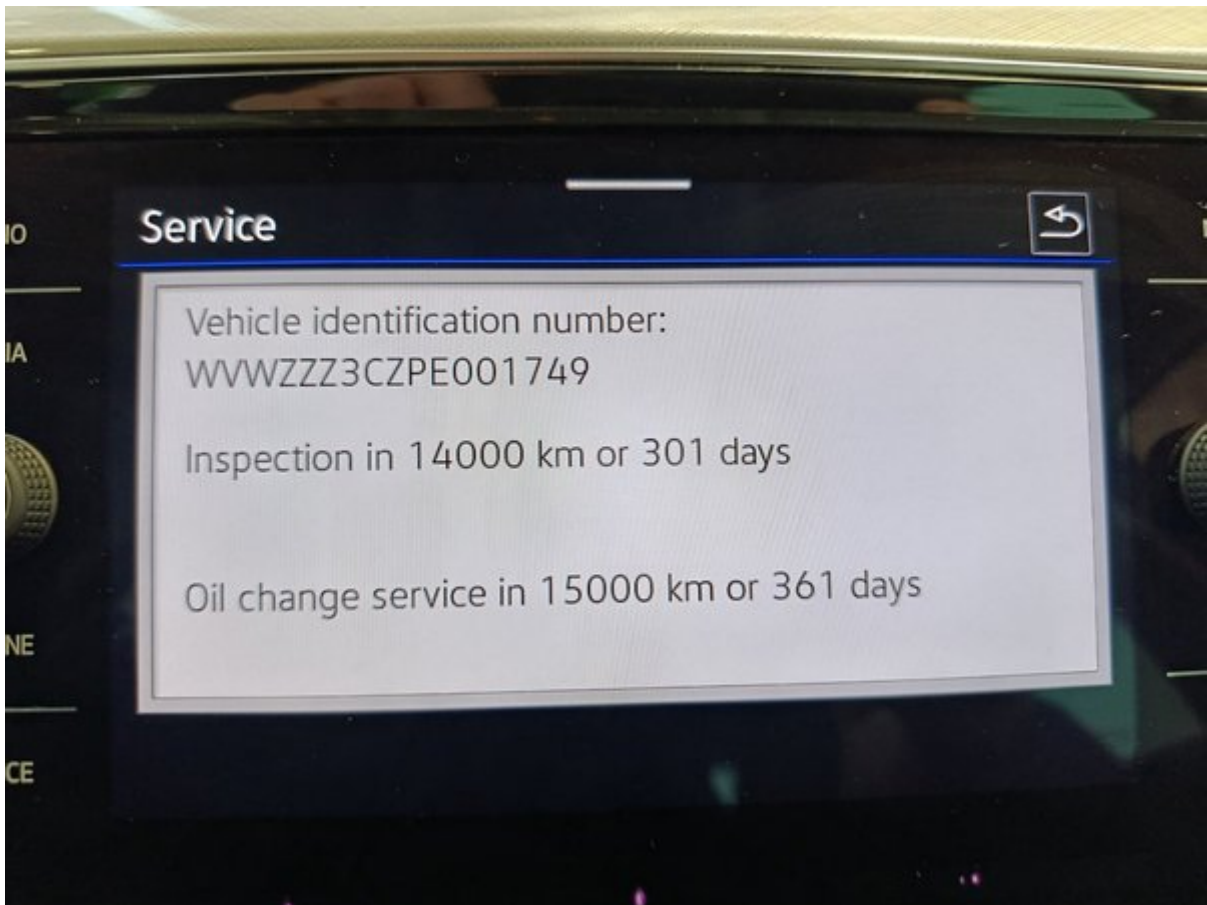 Service
Vehicle identification number:
WVWZZZ3CZPE001749
Inspection in 14000 km or 301 days
Oil change service in 15000 km or 361 days